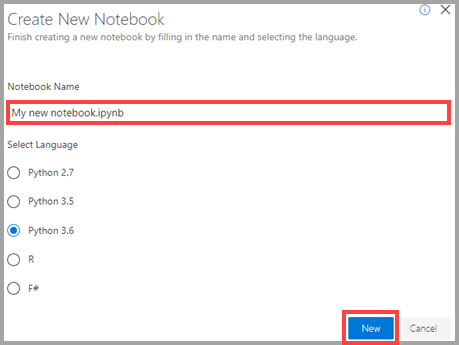 Create New Notebook
Finish creating a new notebook by filling in the name and selecting the language.
Notebook Name
My new notebook.ipynb
Select Language
Python 2.7
Python 3.5
Python 3.6
R
F#
New Cancel